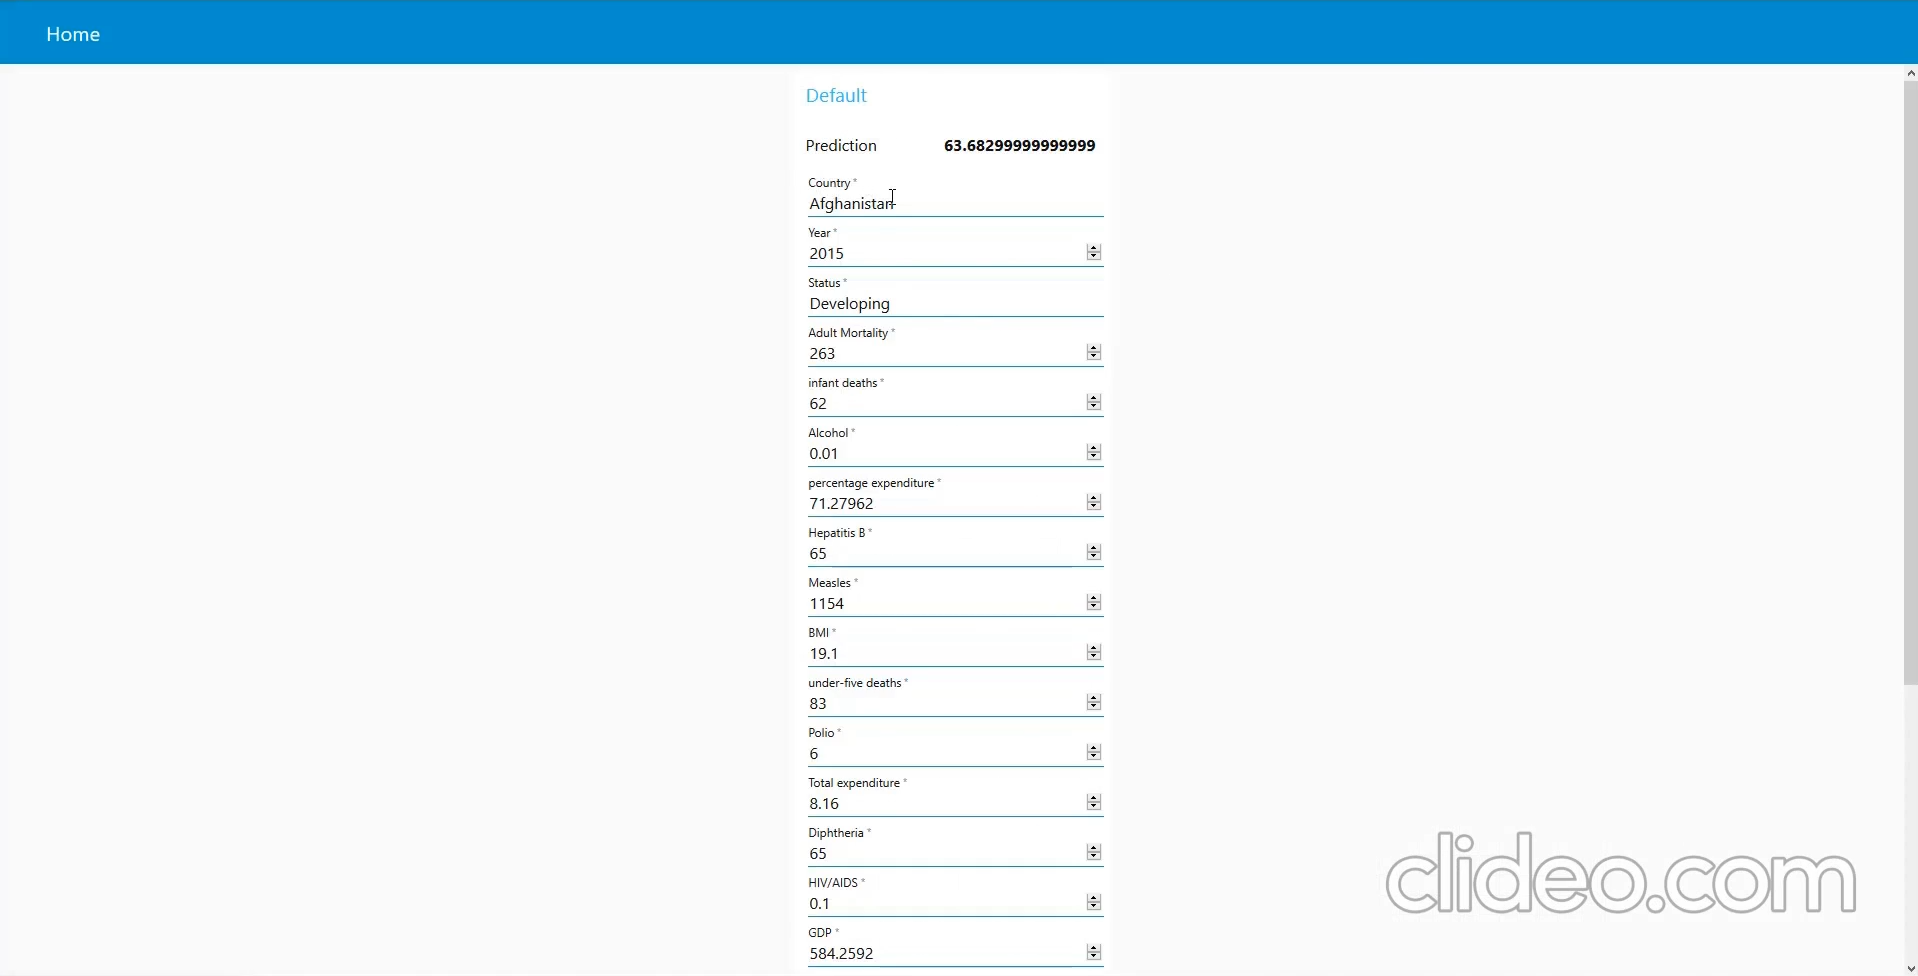 Home
Default
Prediction 63.68299999999999
Country *
Afghanistan
Year *
2015
Status *
Developing
Adult Mortality *
263
infant deaths *
62
Alcohol *
0.01
percentage expenditure *
71.27962
Hepatitis B *
65
Measles *
1154
BMI *
19.1
under-five deaths *
83
Polio *
6
Total expenditure *
8.16
Diphtheria *
65
HIV/AIDS *
0.1
GDP *
584.2592
clideo.com